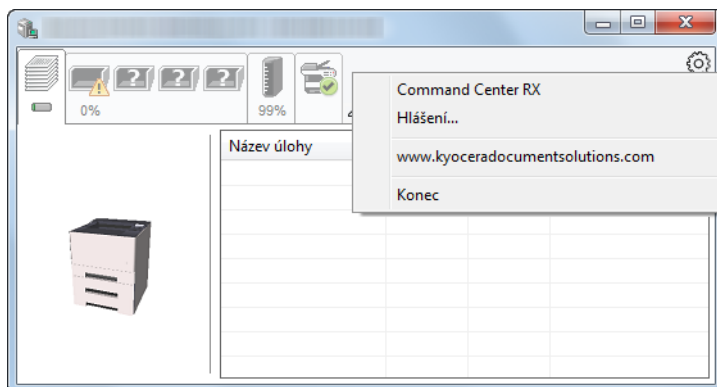 0%
99%
Command Center RX
Hlášení...
www.kyoceradocumentsolutions.com
Konec
Název úlohy